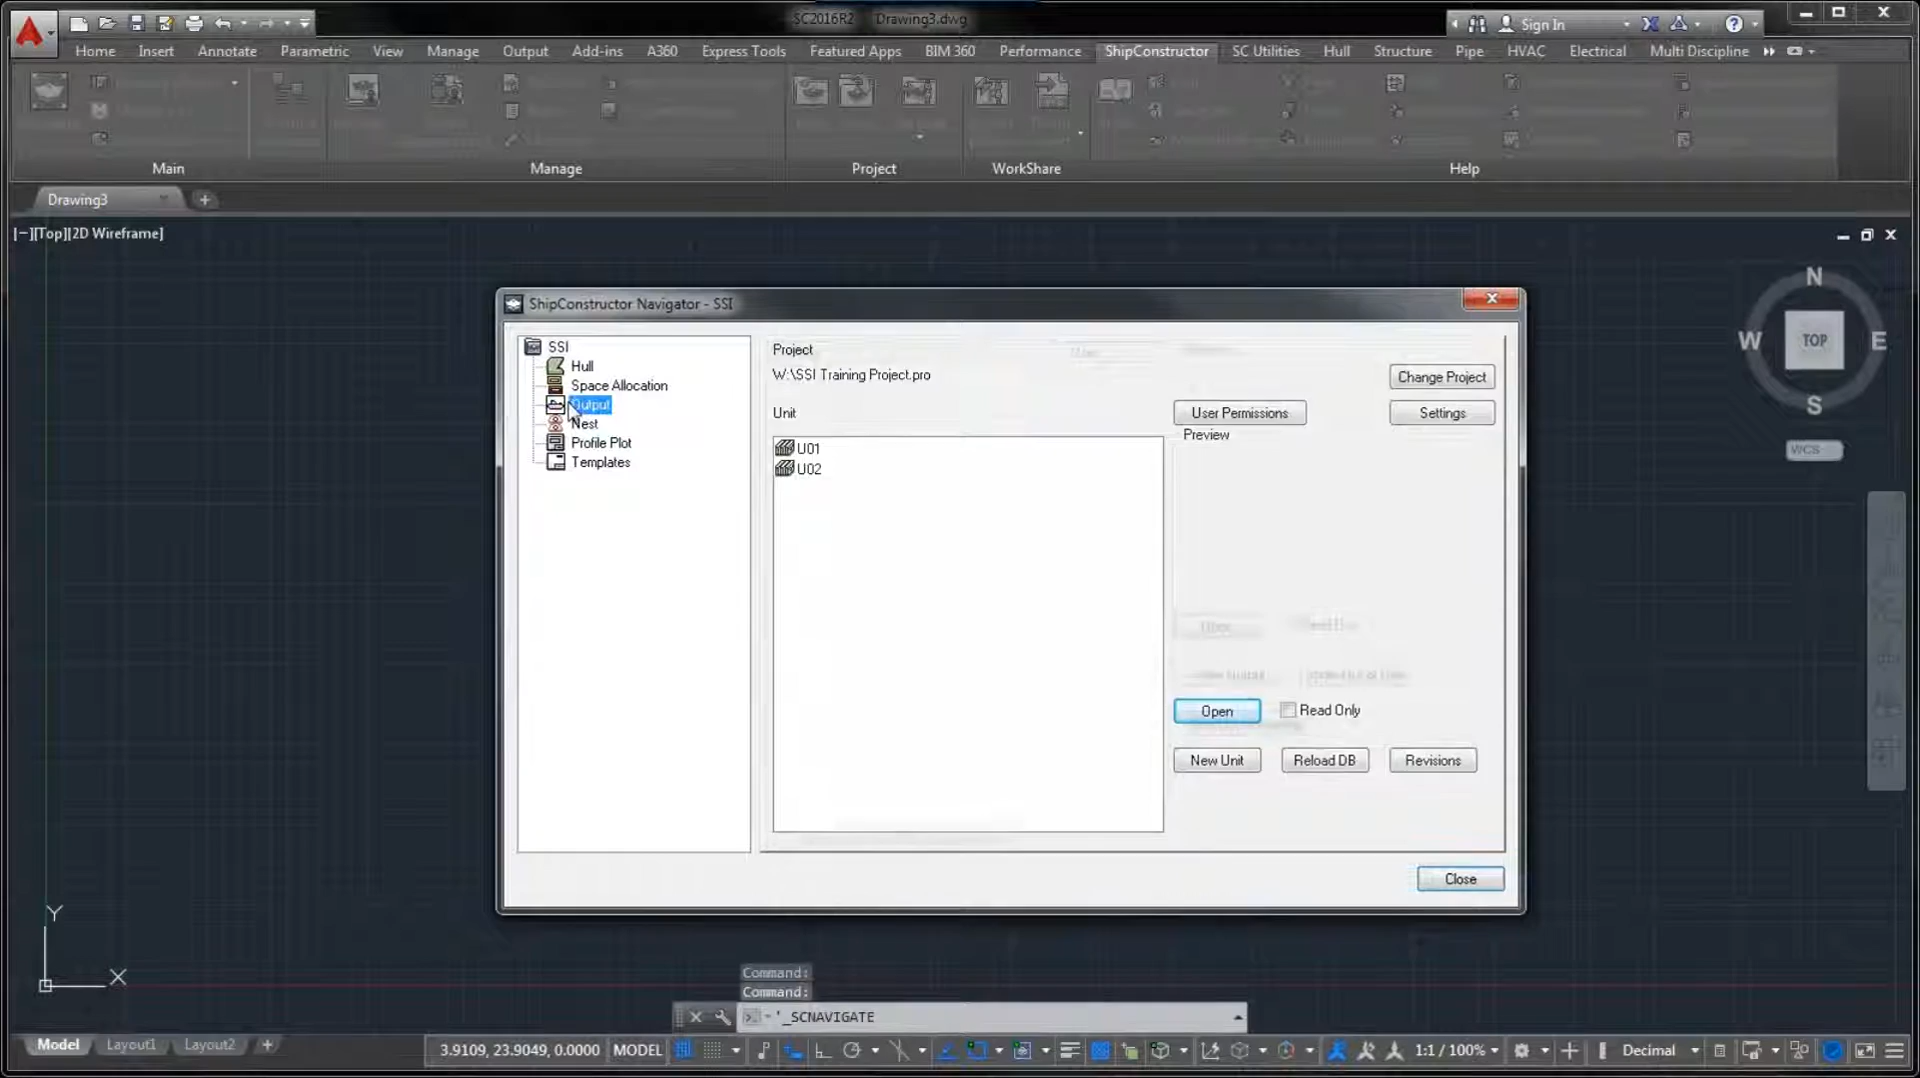 SC2016R2 Drawing3.dwg
Sign In
Home Insert Annotate Parametric View Manage Output Add-ins A360 Express Tools Featured Apps BIM 360 Performance ShipConstructor SC Utilities Hull Structure Pipe HVAC Electrical Multi Discipline
Main Manage Project WorkShare Help
Drawing3
[−][Top][2D Wireframe]
N
W TOP E
S
WCS
ShipConstructor Navigator - SSI
SSI
Hull
Space Allocation
Output
Nest
Profile Plot
Templates
Project
W:\SSI Training Project.pro
Change Project
Unit
User Permissions
Settings
Preview
U01
U02
Open
Read Only
New Unit
Reload DB
Revisions
Close
Y
X
Command:
Command:
'_SCNAVIGATE
Model Layout1 Layout2 +
3.9109, 23.9049, 0.0000 MODEL 1:1 / 100% Decimal